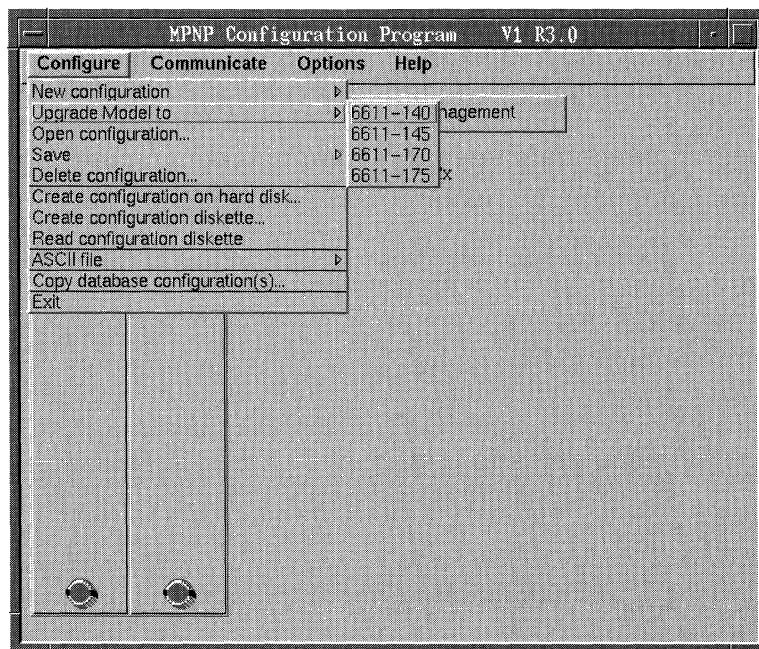 MPNP Configuration Program V1 R3.0
Configure Communicate Options Help
New configuration
Upgrade Model to
Open configuration...
Save
Delete configuration...
Create configuration on hard disk...
Create configuration diskette...
Read configuration diskette
ASCII file
Copy database configuration(s)...
Exit
6611-140
6611-145
6611-170
6611-175
nagement